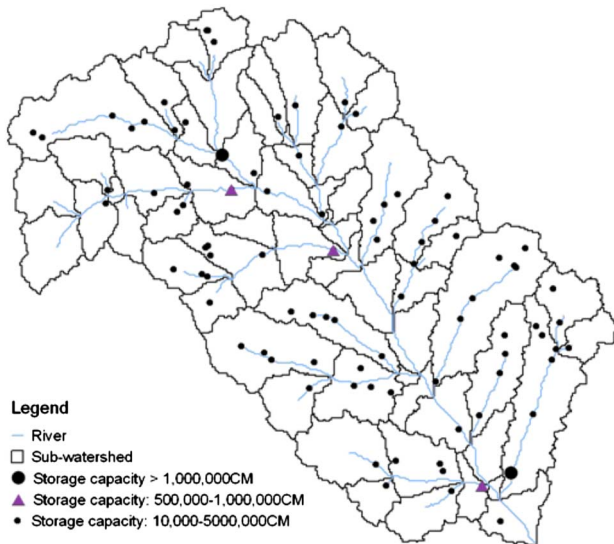 Legend
River
Sub-watershed
Storage capacity > 1,000,000CM
Storage capacity: 500,000-1,000,000CM
Storage capacity: 10,000-5000,000CM